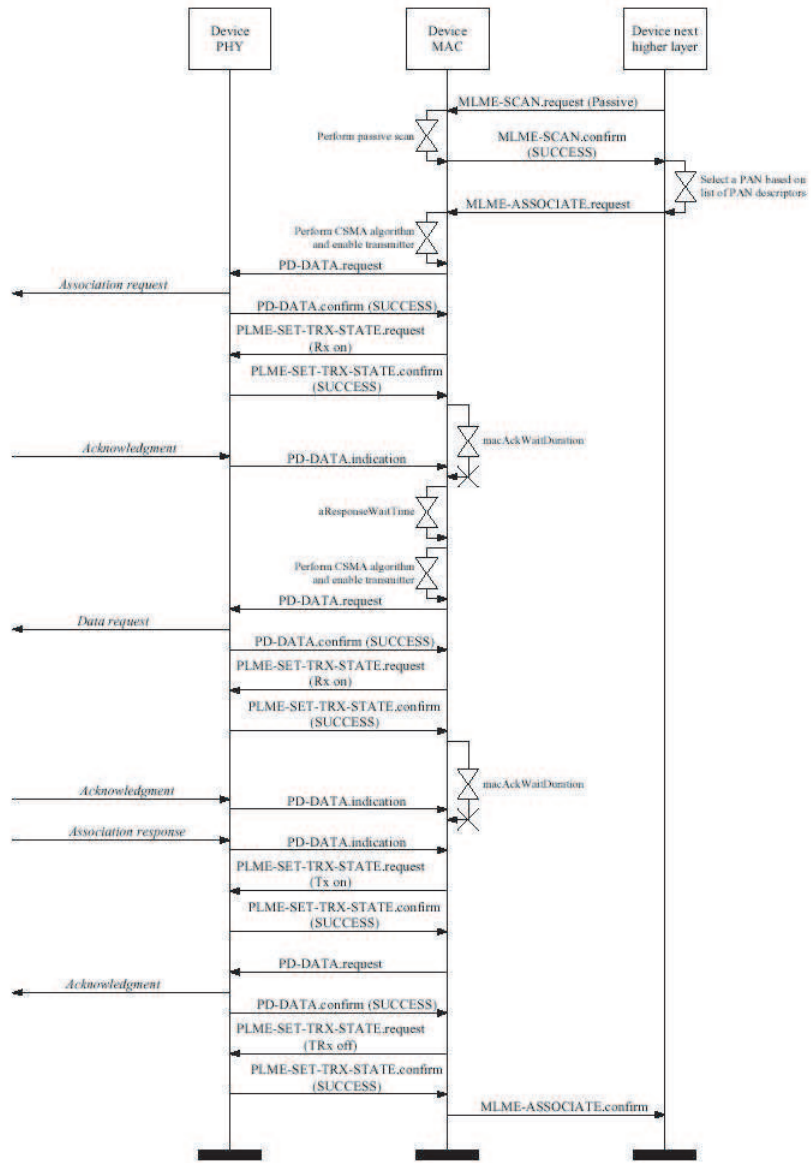 Device
PHY
Device
MAC
Device next
higher layer
MLME-SCAN.request (Passive)
Perform passive scan
MLME-SCAN.confirm
(SUCCESS)
Select a PAN based on
list of PAN descriptors
MLME-ASSOCIATE.request
Perform CSMA algorithm
and enable transmitter
PD-DATA.request
Association request
PD-DATA.confirm (SUCCESS)
PLME-SET-TRX-STATE.request
(Rx on)
PLME-SET-TRX-STATE.confirm
(SUCCESS)
macAckWaitDuration
Acknowledgment
PD-DATA.indication
aResponseWaitTime
Perform CSMA algorithm
and enable transmitter
PD-DATA.request
Data request
PD-DATA.confirm (SUCCESS)
PLME-SET-TRX-STATE.request
(Rx on)
PLME-SET-TRX-STATE.confirm
(SUCCESS)
macAckWaitDuration
Acknowledgment
PD-DATA.indication
Association response
PD-DATA.indication
PLME-SET-TRX-STATE.request
(Tx on)
PLME-SET-TRX-STATE.confirm
(SUCCESS)
PD-DATA.request
Acknowledgment
PD-DATA.confirm (SUCCESS)
PLME-SET-TRX-STATE.request
(TRx off)
PLME-SET-TRX-STATE.confirm
(SUCCESS)
MLME-ASSOCIATE.confirm